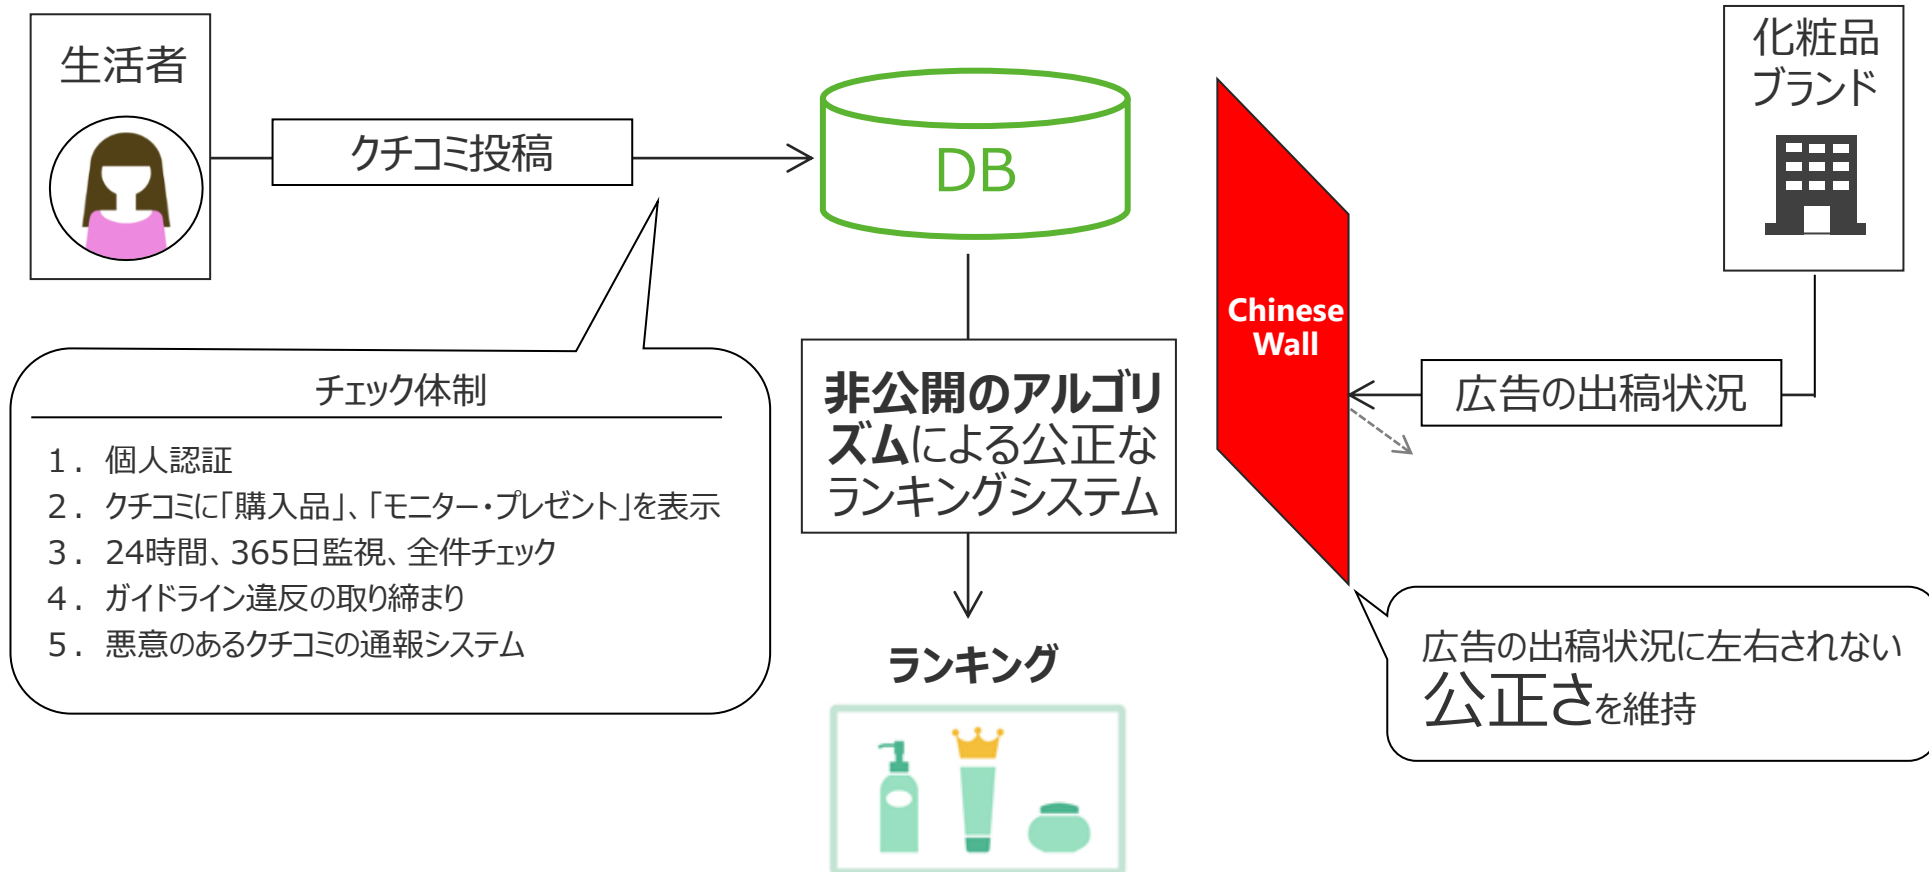 生活者
クチコミ投稿
DB
化粧品
ブランド
Chinese
Wall
広告の出稿状況
チェック体制
1. 個人認証
2. クチコミに「購入品」、「モニター・プレゼント」を表示
3. 24時間、365日監視、全件チェック
4. ガイドライン違反の取り締まり
5. 悪意のあるクチコミの通報システム
非公開のアルゴリ
ズムによる公正な
ランキングシステム
ランキング
広告の出稿状況に左右されない
公正さを維持